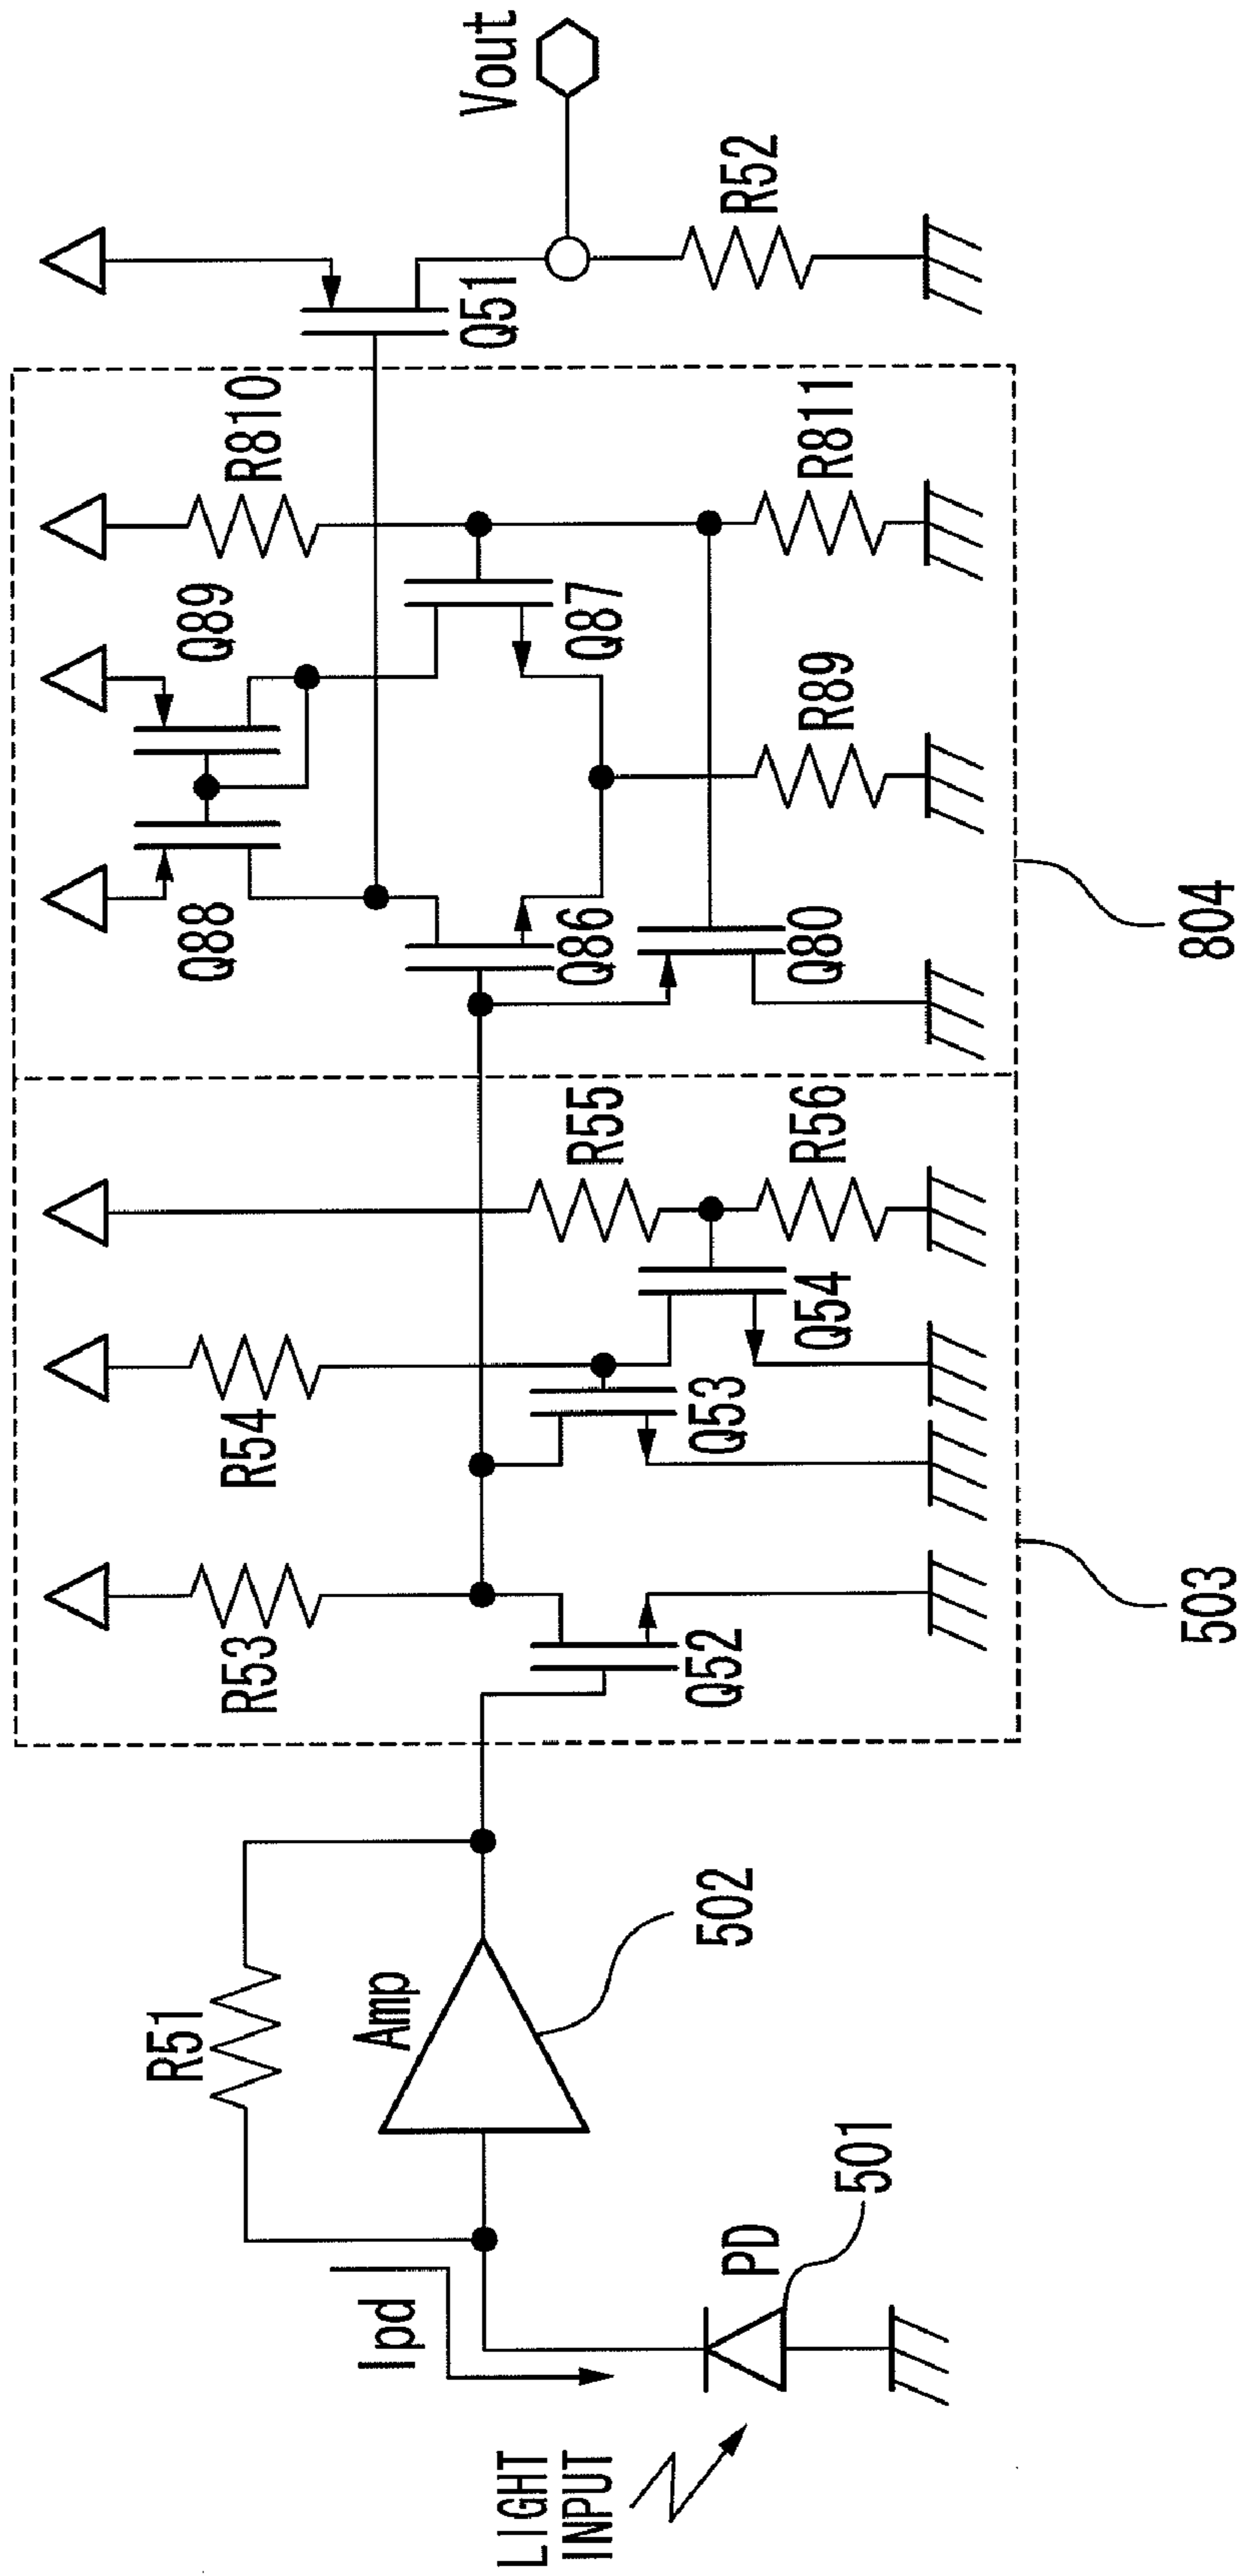 LIGHT
INPUT
Ipd
PD
501
R51
Amp
502
R53
Q52
R54
Q53
Q54
R55
R56
503
Q88
Q89
R810
Q86
Q87
Q80
R89
R811
804
Q51
Vout
R52